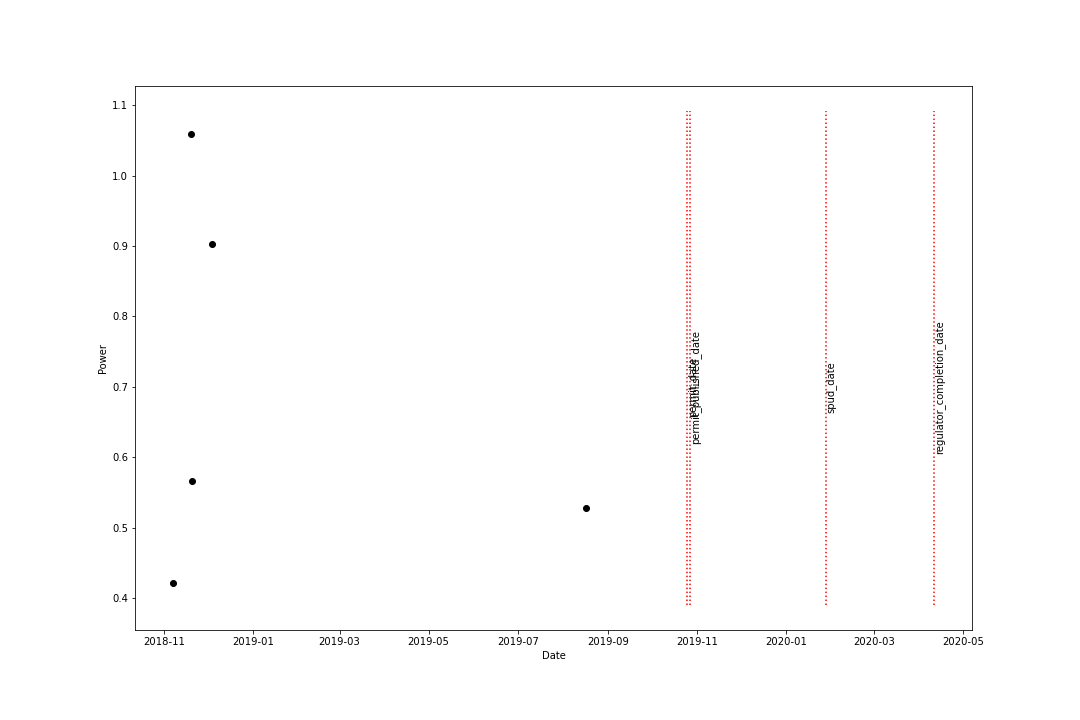 1.1
1.0
0.9
0.8
0.7
0.6
0.5
0.4
Power
permit_date
permit_published_date
spud_date
regulator_completion_date
2018-11 2019-01 2019-03 2019-05 2019-07 2019-09 2019-11 2020-01 2020-03 2020-05
Date